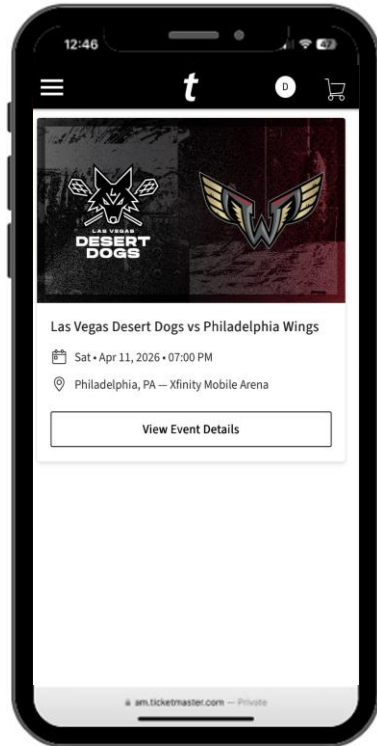 12:46
47
t
D
LAS VEGAS
DESERT
DOGS
W
Las Vegas Desert Dogs vs Philadelphia Wings
Sat • Apr 11, 2026 • 07:00 PM
Philadelphia, PA — Xfinity Mobile Arena
View Event Details
am.ticketmaster.com — Private